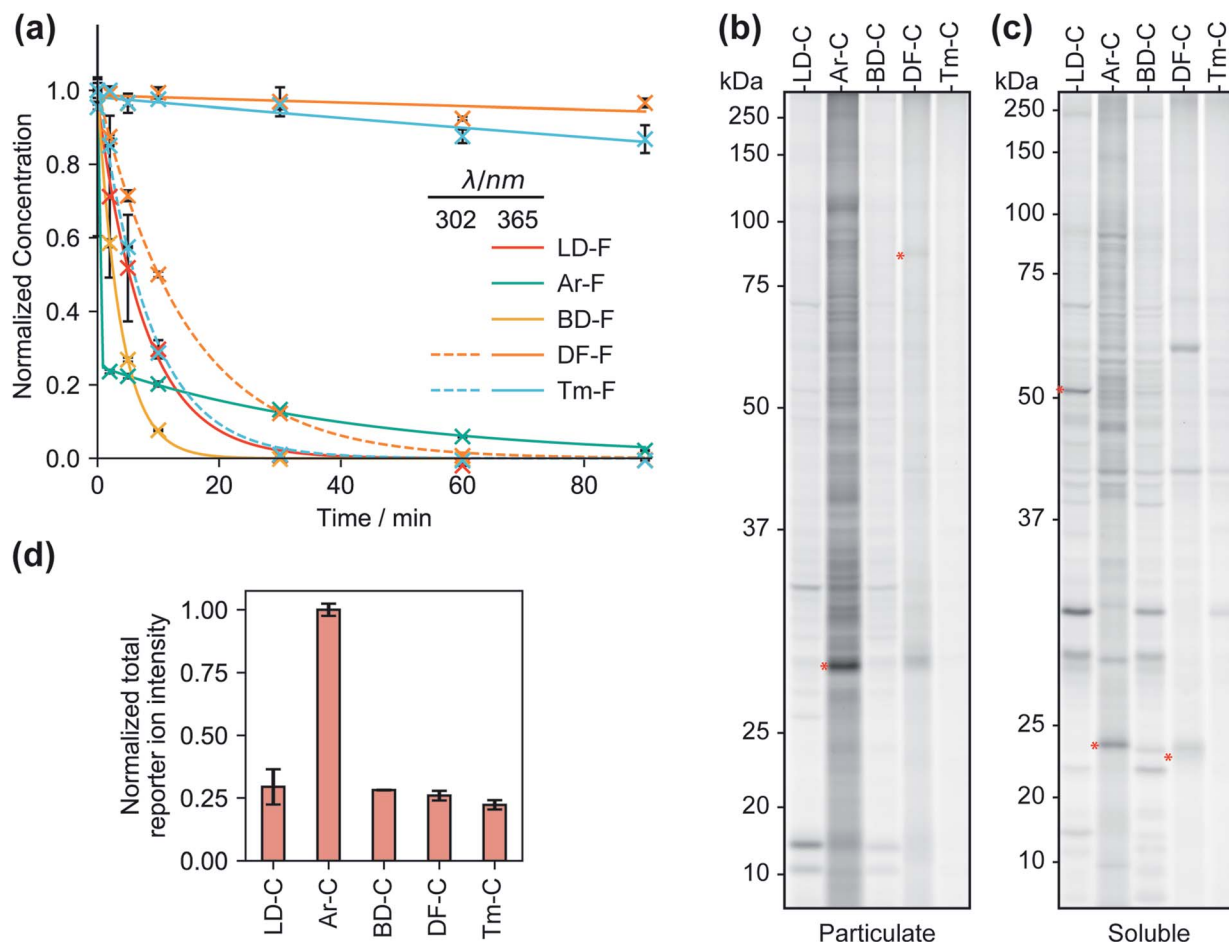 (a)
Normalized Concentration
1.0
0.8
0.6
0.4
0.2
0.0
0 20 40 60 80
Time / min
λ/nm
302 365
LD-F
Ar-F
BD-F
DF-F
Tm-F
(b)
kDa
LD-C
Ar-C
BD-C
DF-C
Tm-C
250
150
100
75
50
37
25
20
10
*
*
Particulate
(c)
kDa
LD-C
Ar-C
BD-C
DF-C
Tm-C
250
150
100
75
50
37
25
20
10
*
*
*
Soluble
(d)
Normalized total
reporter ion intensity
1.00
0.75
0.50
0.25
0.00
LD-C
Ar-C
BD-C
DF-C
Tm-C